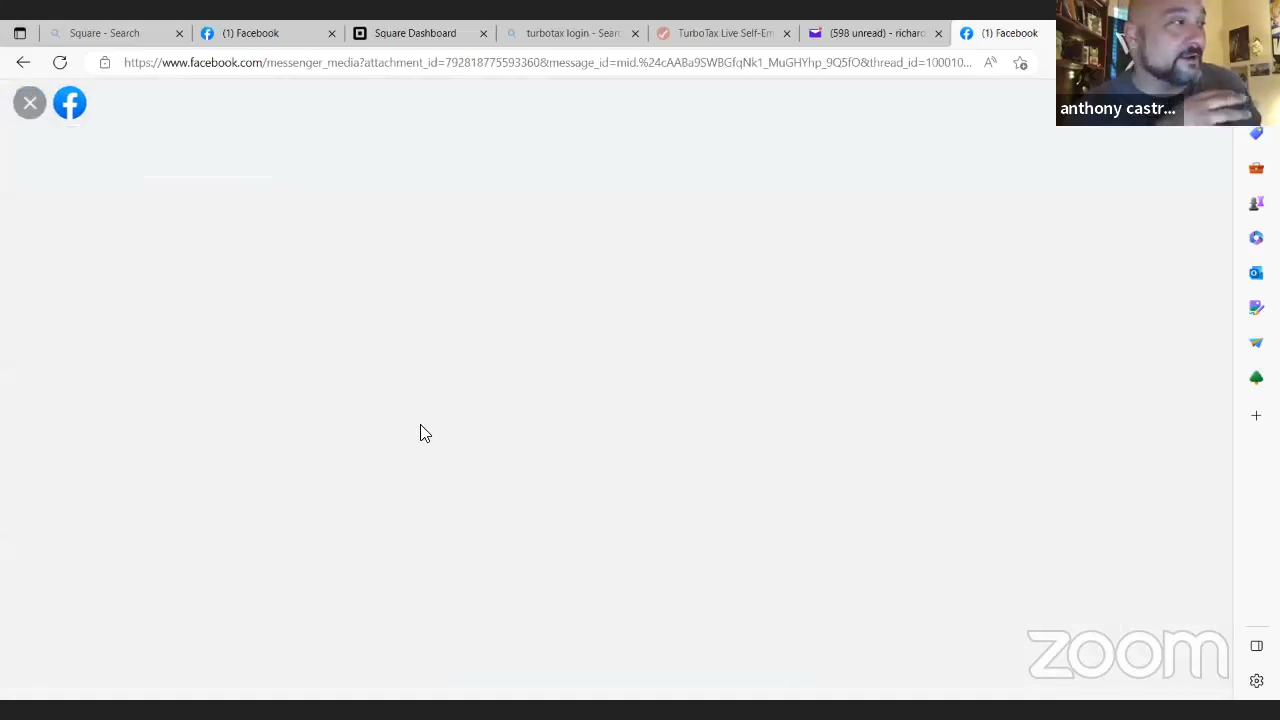 Square - Search
(1) Facebook
Square Dashboard
turbotax login - Sear
TurboTax Live Self-Em
(598 unread) - richard
(1) Facebook
https://www.facebook.com/messenger_media?attachment_id=792818775593360&message_id=mid.%24cAABa9SWBGfqNk1_MuGHYhp_9Q5fO&thread_id=100010...
anthony castr...
zoom